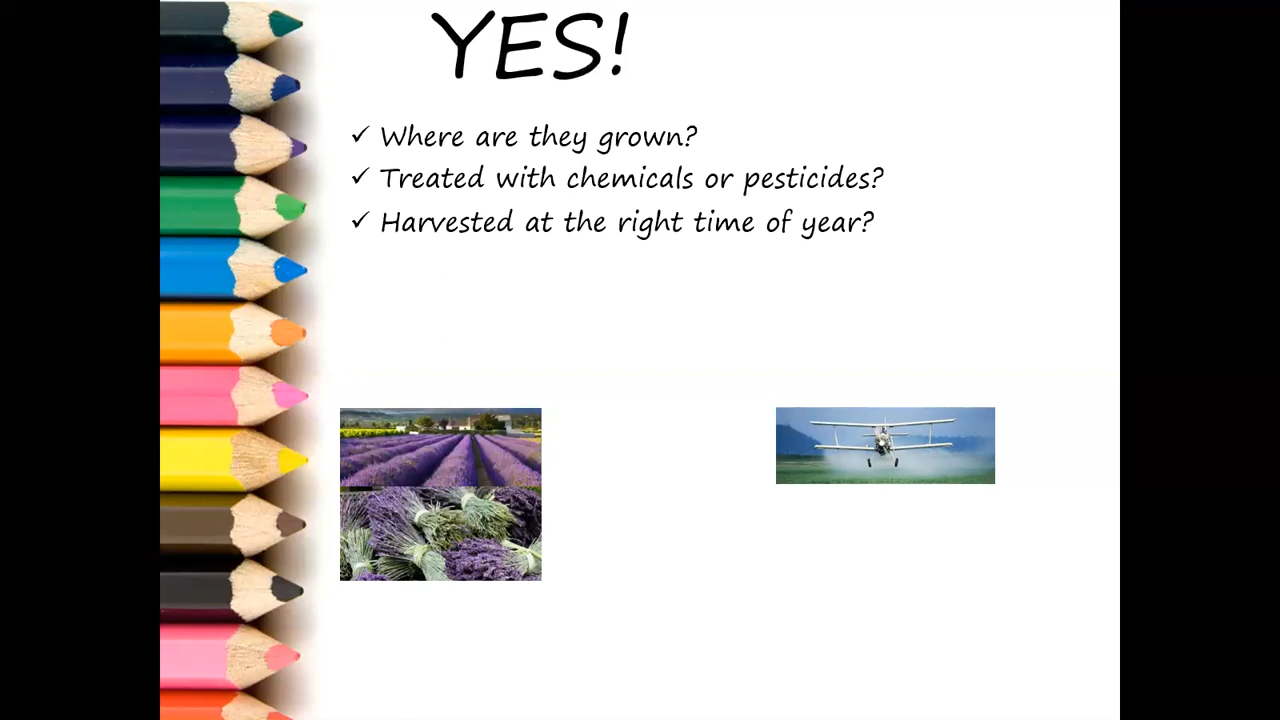 YES!
✓ Where are they grown?
✓ Treated with chemicals or pesticides?
✓ Harvested at the right time of year?